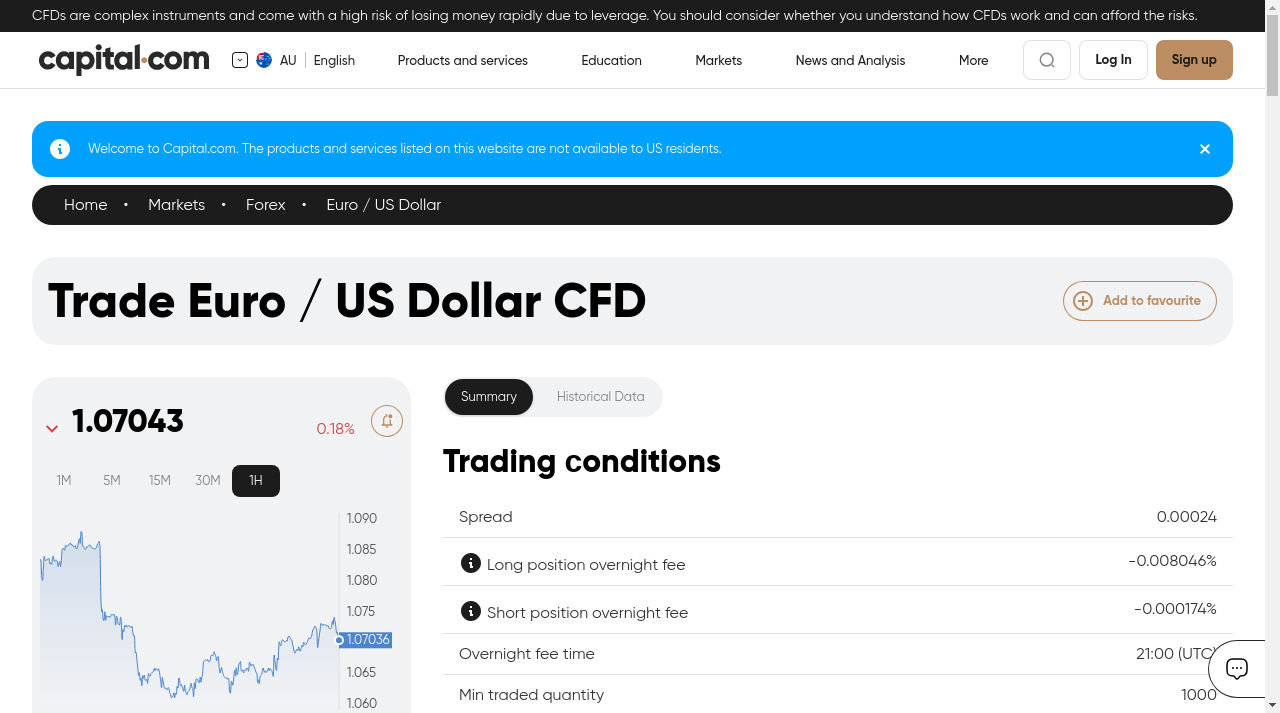 CFDs are complex instruments and come with a high risk of losing money rapidly due to leverage. You should consider whether you understand how CFDs work and can afford the risks.
capital.com
AU English
Products and services
Education
Markets
News and Analysis
More
Log In
Sign up
Welcome to Capital.com. The products and services listed on this website are not available to US residents.
Home • Markets • Forex • Euro / US Dollar
Trade Euro / US Dollar CFD
Add to favourite
1.07043
0.18%
1M 5M 15M 30M 1H
1.090
1.085
1.080
1.075
1.07036
1.065
1.060
Summary
Historical Data
Trading conditions
Spread 0.00024
Long position overnight fee -0.008046%
Short position overnight fee -0.000174%
Overnight fee time 21:00 (UTC)
Min traded quantity 1000